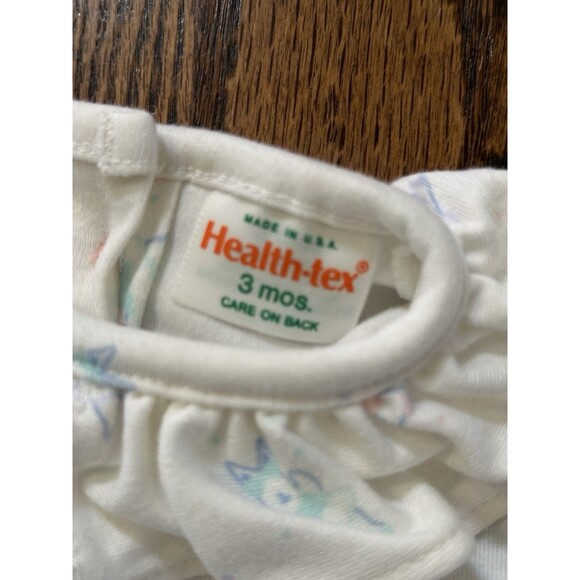 MADE IN U.S.A.
Health-tex®
3 mos.
CARE ON BACK